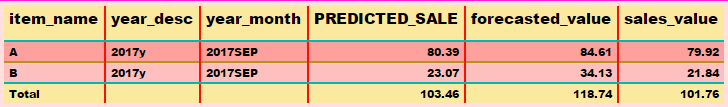 item_name year_desc year_month PREDICTED_SALE forecasted_value sales_value
A 2017y 2017SEP 80.39 84.61 79.92
B 2017y 2017SEP 23.07 34.13 21.84
Total 103.46 118.74 101.76